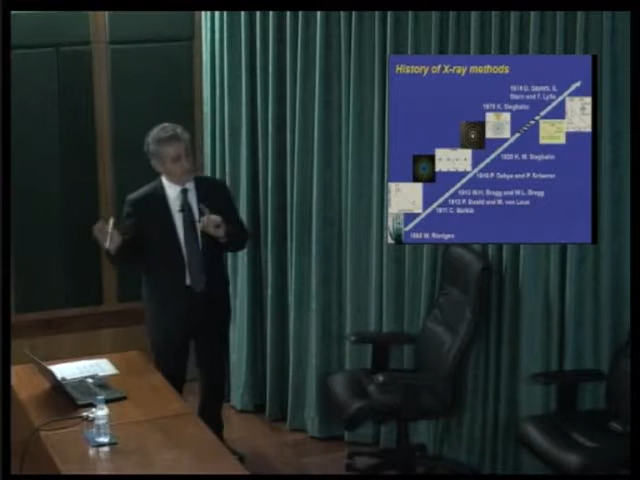 History of X-ray methods
1974 D. Sayers, E.
Stern and F. Lytle
1970 K. Siegbahn
1920 K. M. Siegbahn
1916 P. Debye and P. Scherrer
1913 W.H. Bragg and W.L. Bragg
1912 P. Ewald and M. von Laue
1911 C. Barkla
W. Röntgen